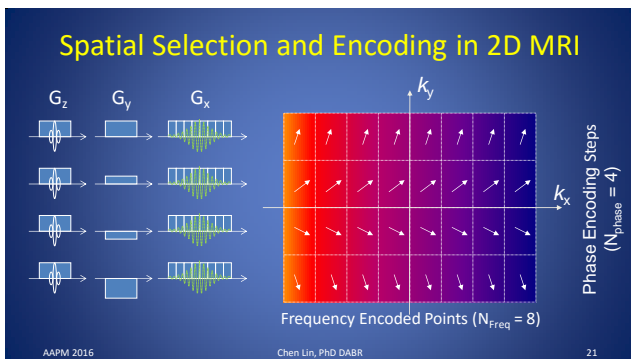 Spatial Selection and Encoding in 2D MRI
Gz Gy Gx
ky
kx
Phase Encoding Steps
(Nphase = 4)
Frequency Encoded Points (NFreq = 8)
AAPM 2016 Chen Lin, PhD DABR 21